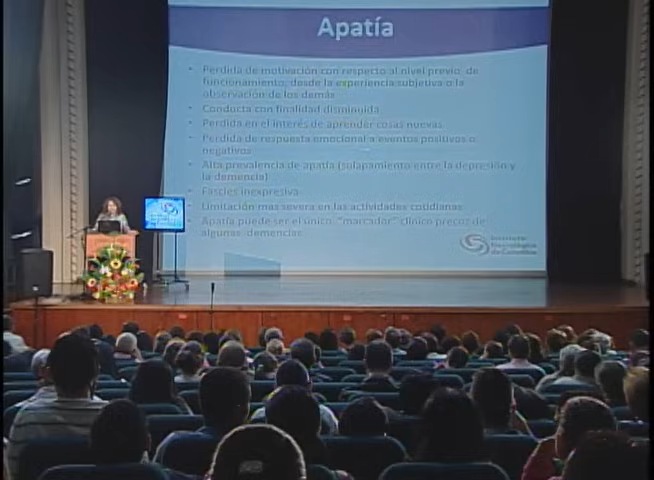 Apatía
• Perdida de motivación con respecto al nivel previo de
funcionamiento, desde la experiencia subjetiva o la
observación de los demás
• Conducta con finalidad disminuida
• Perdida en el interés de aprender cosas nuevas
• Perdida de respuesta emocional a eventos positivos o
negativos
• Alta prevalencia de apatía (solapamiento entre la depresión y
la demencia)
• Fascies inexpresiva
• Limitación mas severa en las actividades cotidianas
• Apatía puede ser el único "marcador" clínico precoz de
algunas demencias
Instituto
Neurológico
de Colombia